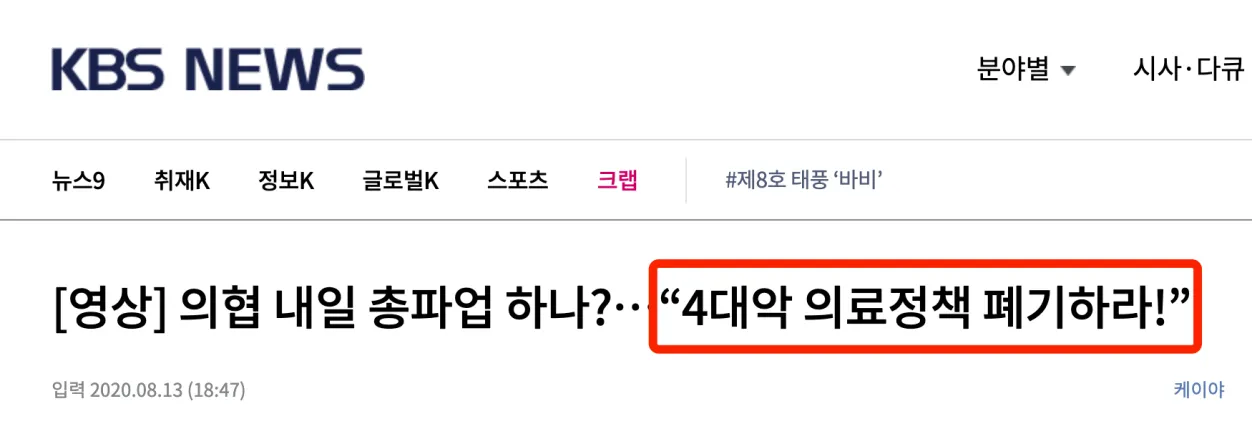 KBS NEWS
분야별 시사·다큐
뉴스9 취재K 정보K 글로벌K 스포츠 크랩 #제8호 태풍 ‘바비’
[영상] 의협 내일 총파업 하나?…“4대악 의료정책 폐기하라!”
입력 2020.08.13 (18:47) 케이야